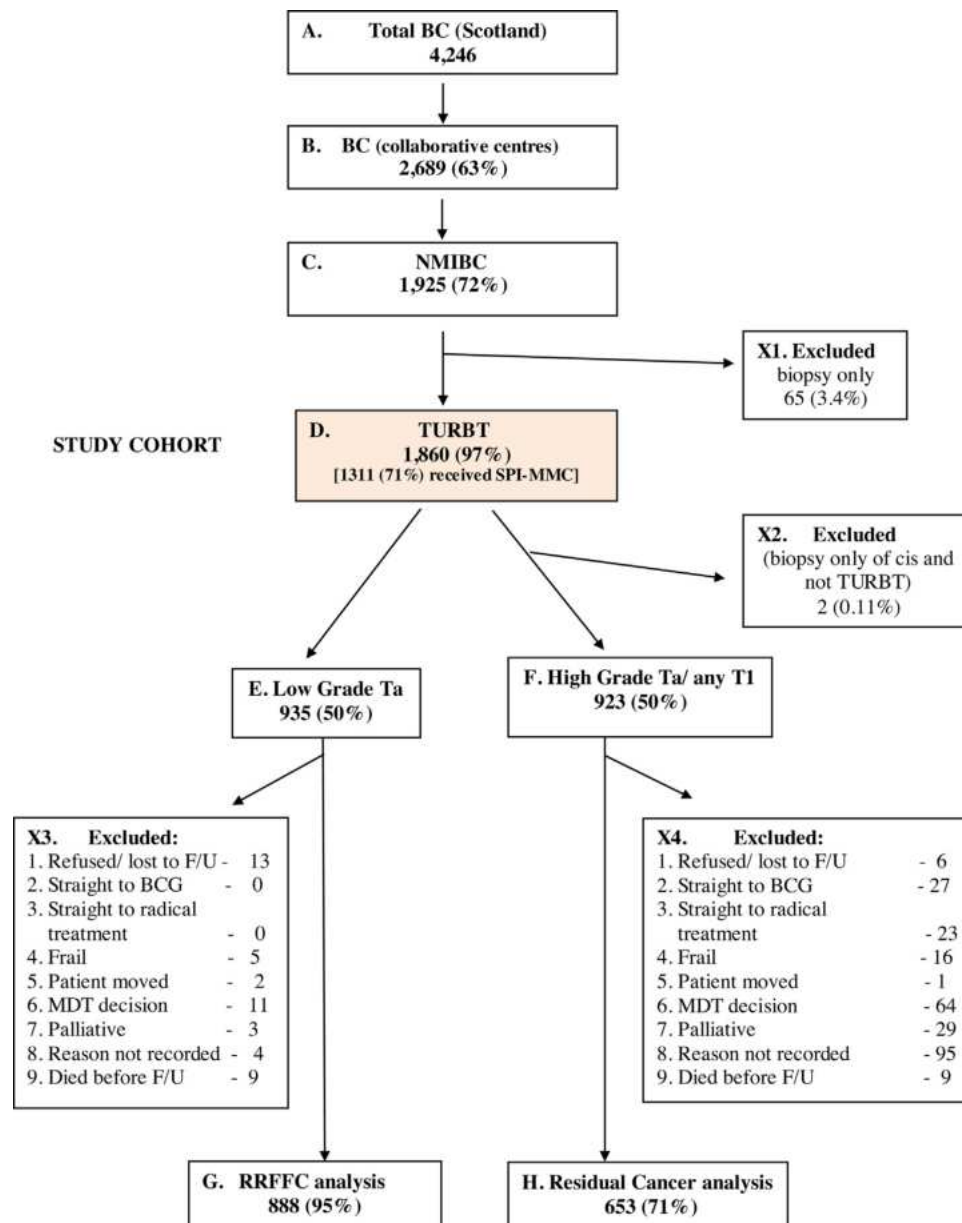 A. Total BC (Scotland)
4,246
B. BC (collaborative centres)
2,689 (63%)
C. NMIBC
1,925 (72%)
X1. Excluded
biopsy only
65 (3.4%)
STUDY COHORT
D. TURBT
1,860 (97%)
[1311 (71%) received SPI-MMC]
X2. Excluded
(biopsy only of cis and
not TURBT)
2 (0.11%)
E. Low Grade Ta
935 (50%)
F. High Grade Ta/ any T1
923 (50%)
X3. Excluded:
1. Refused/ lost to F/U - 13
2. Straight to BCG - 0
3. Straight to radical
treatment - 0
4. Frail - 5
5. Patient moved - 2
6. MDT decision - 11
7. Palliative - 3
8. Reason not recorded - 4
9. Died before F/U - 9
X4. Excluded:
1. Refused/ lost to F/U - 6
2. Straight to BCG - 27
3. Straight to radical
treatment - 23
4. Frail - 16
5. Patient moved - 1
6. MDT decision - 64
7. Palliative - 29
8. Reason not recorded - 95
9. Died before F/U - 9
G. RRFFC analysis
888 (95%)
H. Residual Cancer analysis
653 (71%)